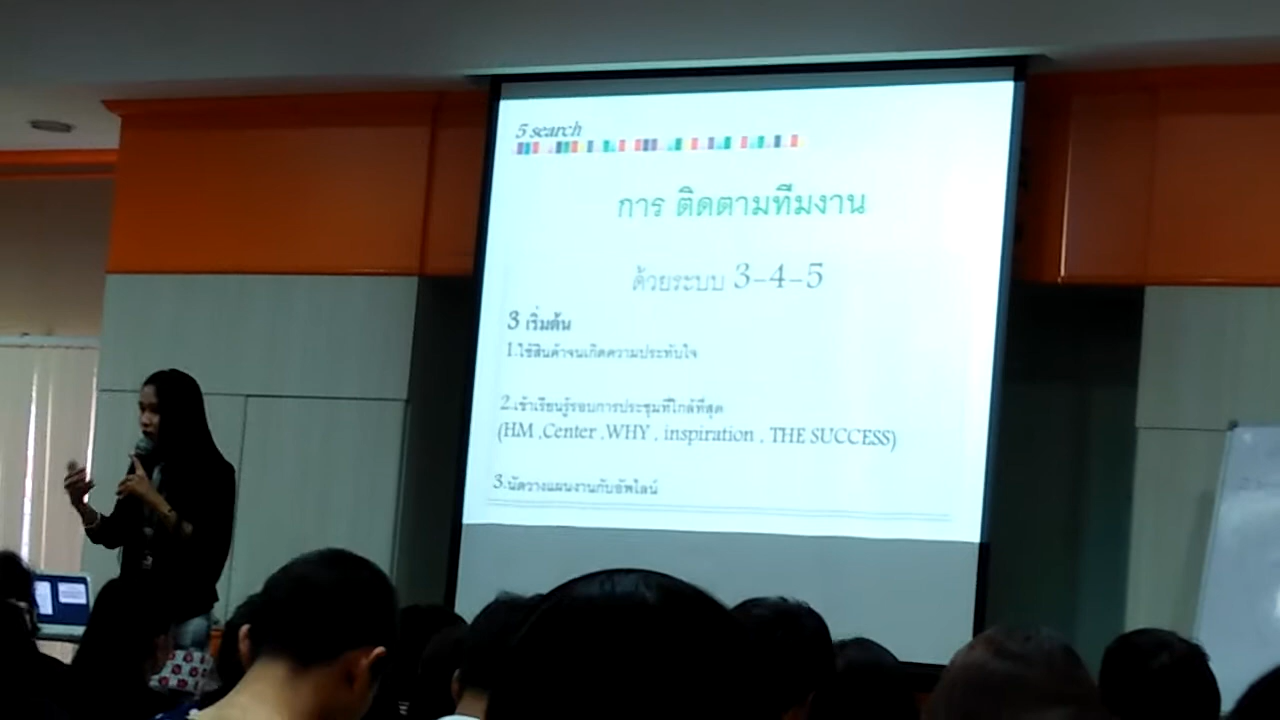 5 search
การ ติดตามทีมงาน
ด้วยระบบ 3-4-5
3 เริ่มต้น
1.ใช้สินค้าจนเกิดความประทับใจ
2.เข้าเรียนรู้รอบการประชุมที่ใกล้ที่สุด
(HM ,Center ,WHY , inspiration , THE SUCCESS)
3.นัดวางแผนงานกับอัพไลน์